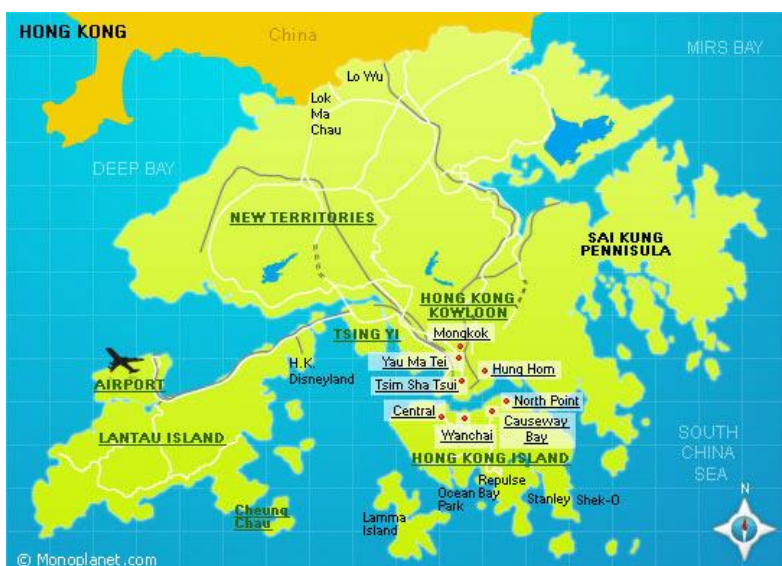 HONG KONG
China
MIRS BAY
Lo Wu
Lok
Ma
Chau
DEEP BAY
NEW TERRITORIES
SAI KUNG
PENNISULA
HONG KONG
KOWLOON
TSING YI
Mongkok
Yau Ma Tei
Hung Hom
H.K.
Disneyland
Tsim Sha Tsui
AIRPORT
North Point
Central
Causeway
Bay
Wanchai
LANTAU ISLAND
HONG KONG ISLAND
SOUTH
CHINA
SEA
Repulse
Bay
Ocean
Park
Stanley
Shek-O
Cheung
Chau
Lamma
Island
N
© Monoplanet.com